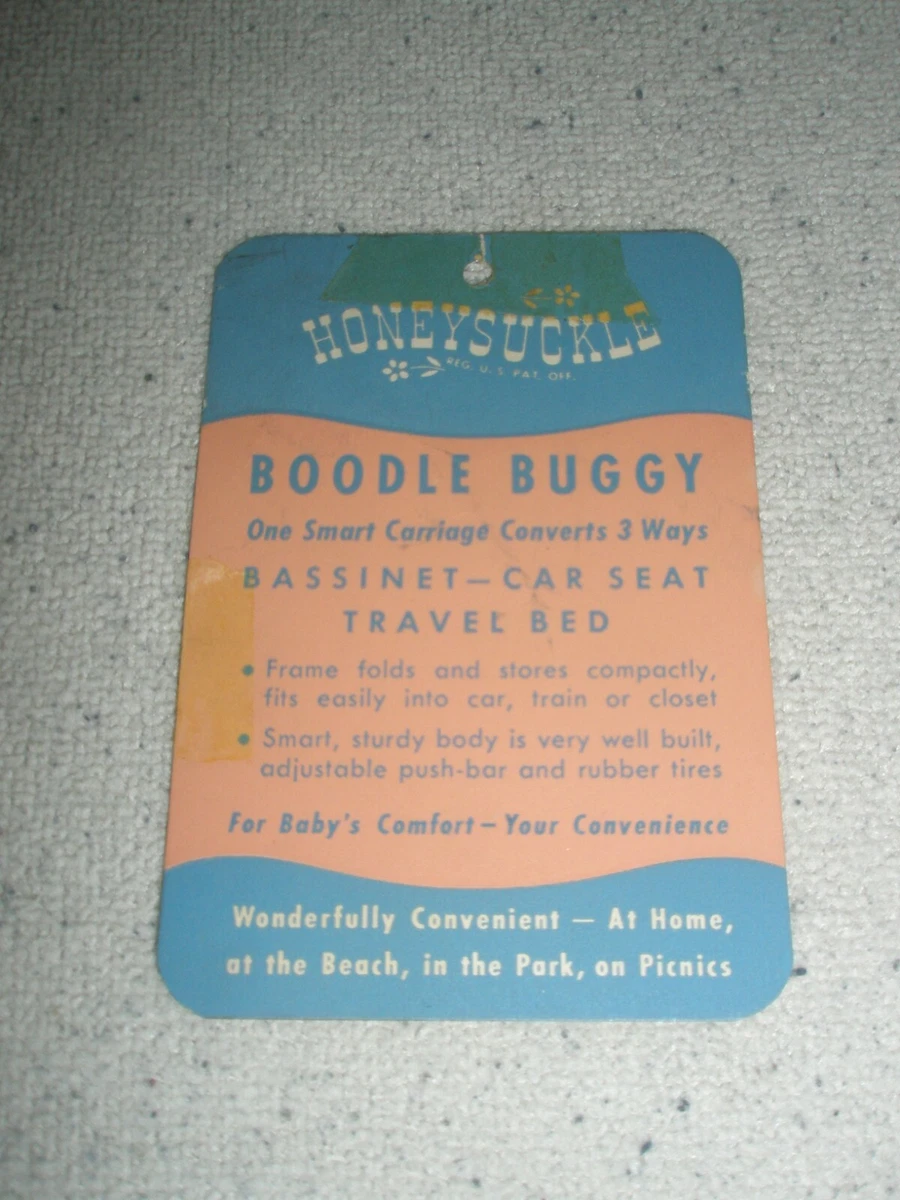 HONEYSUCKLE
REG. U. S. PAT. OFF.
BOODLE BUGGY
One Smart Carriage Converts 3 Ways
BASSINET—CAR SEAT
TRAVEL BED
• Frame folds and stores compactly,
fits easily into car, train or closet
• Smart, sturdy body is very well built,
adjustable push-bar and rubber tires
For Baby's Comfort—Your Convenience
Wonderfully Convenient — At Home,
at the Beach, in the Park, on Picnics